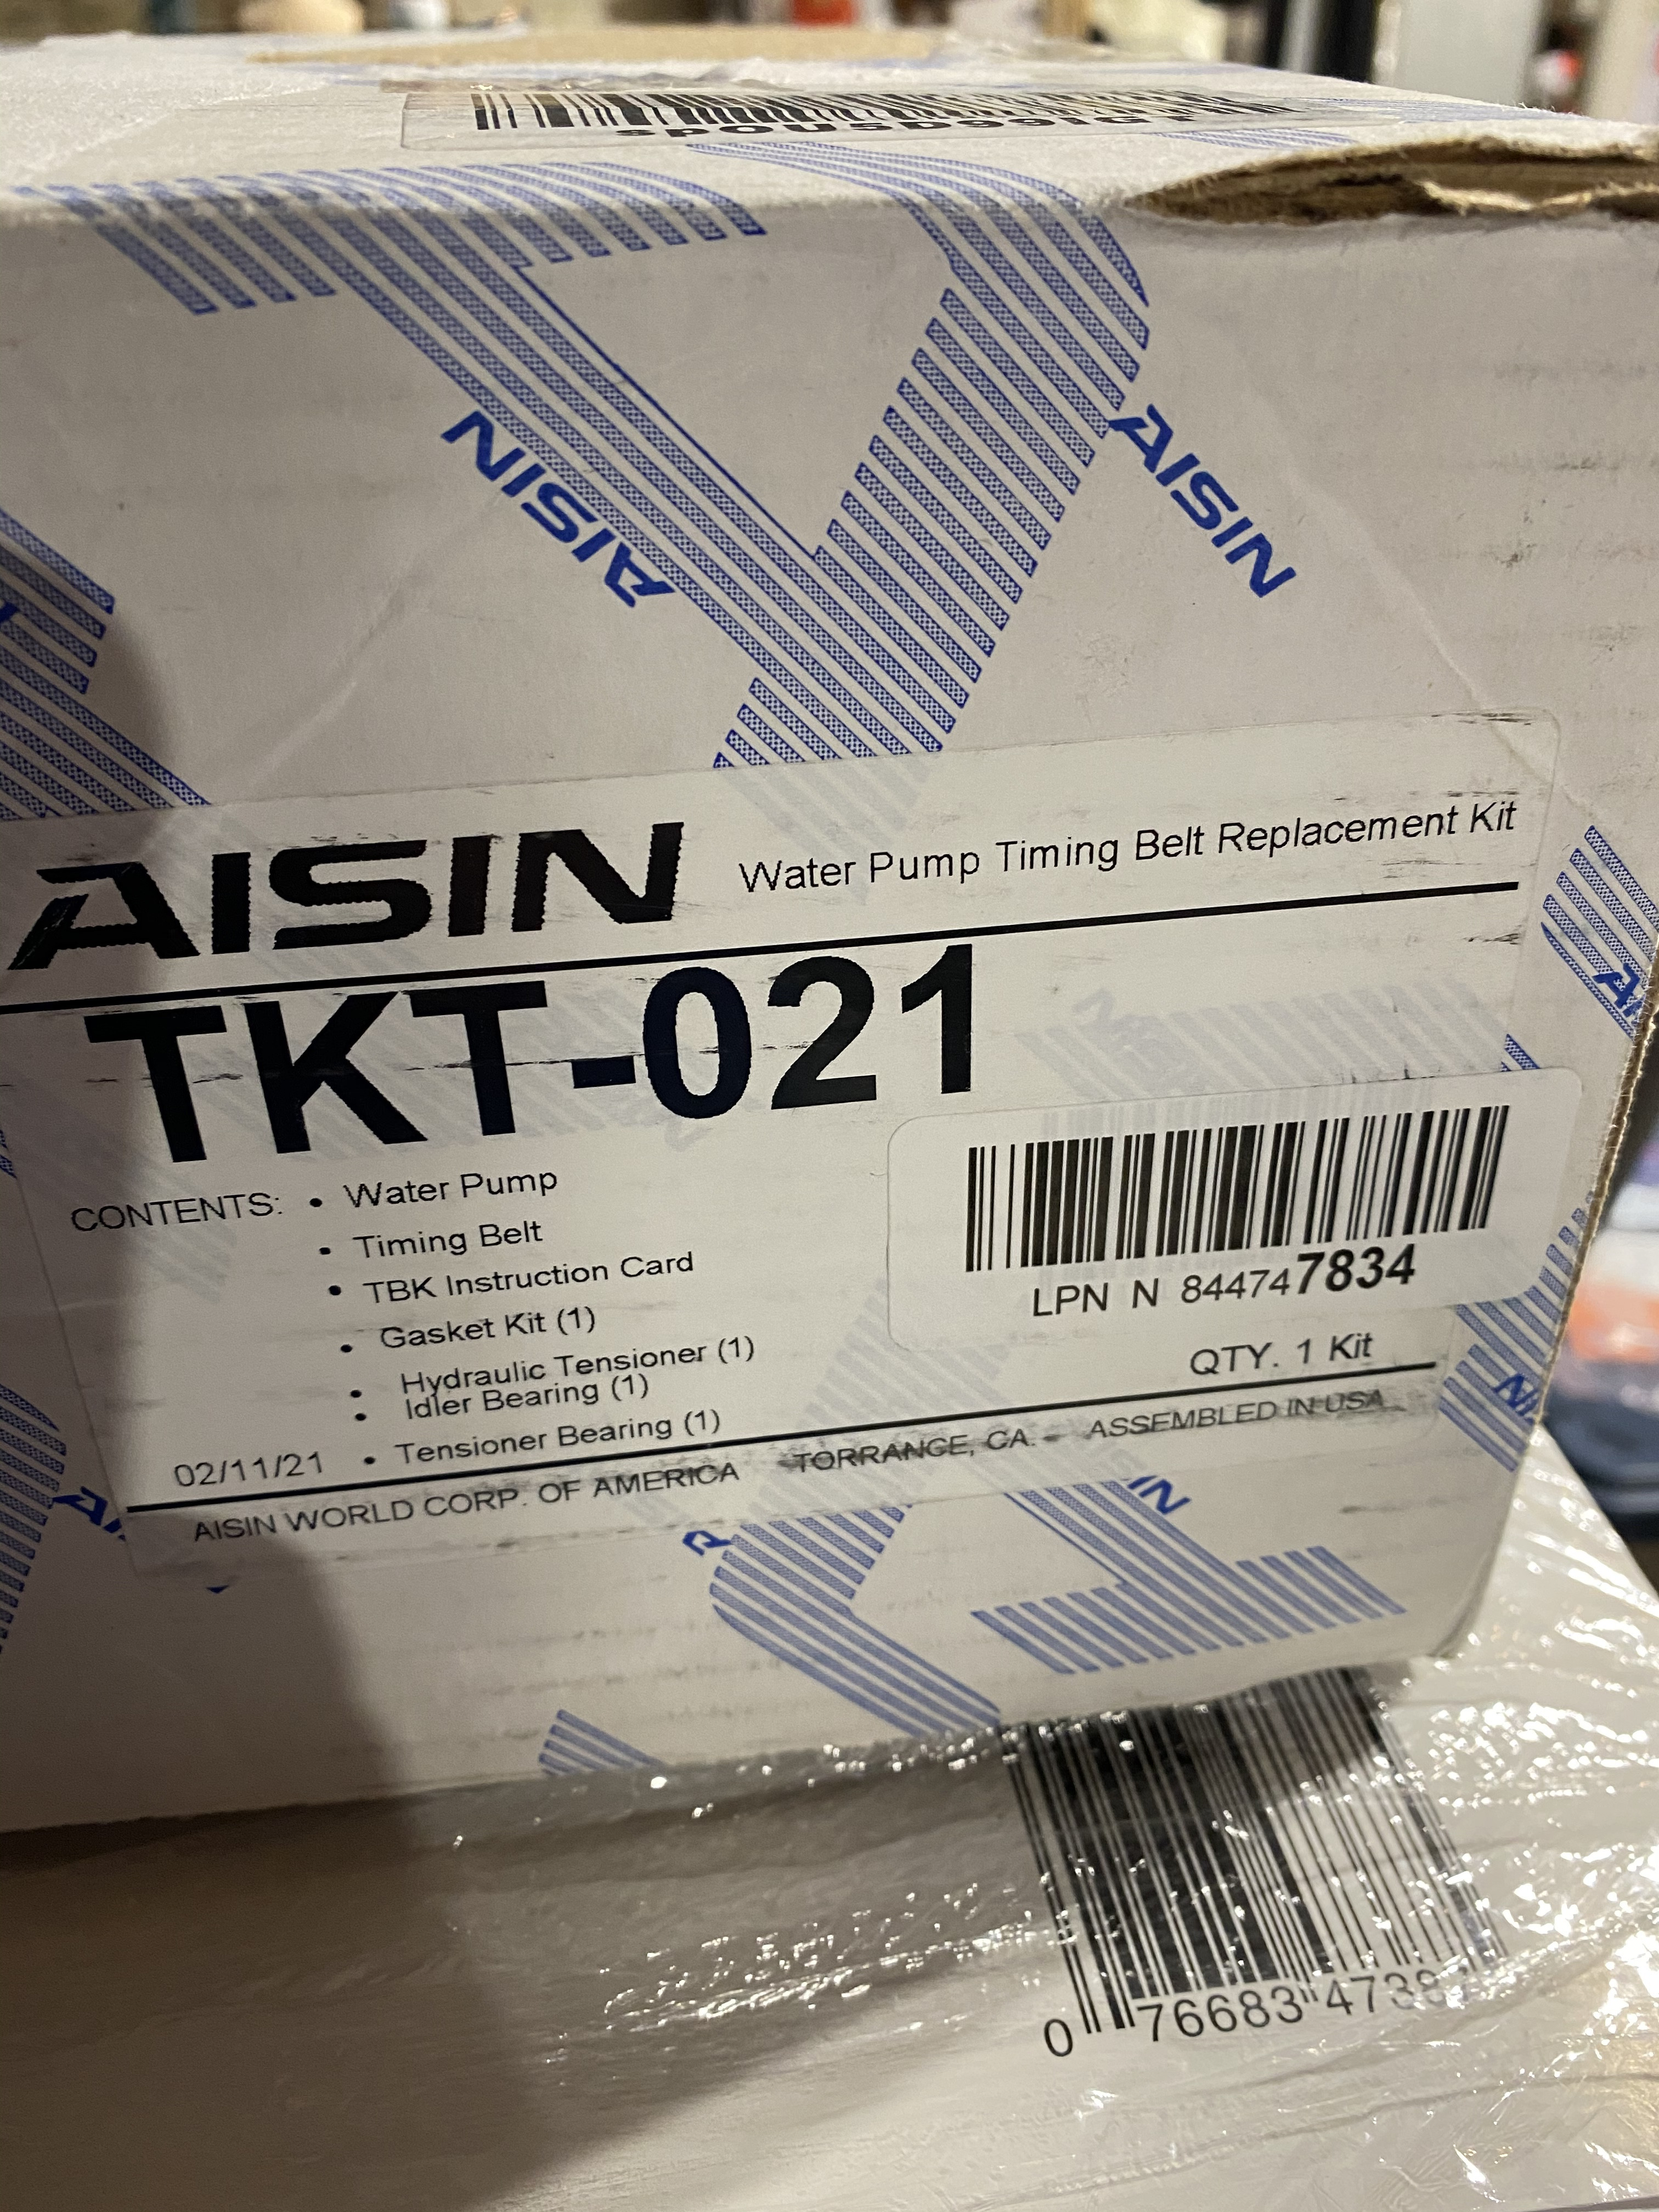 AISIN
AISIN
AISIN Water Pump Timing Belt Replacement Kit
TKT-021
CONTENTS: • Water Pump
• Timing Belt
• TBK Instruction Card
• Gasket Kit (1)
• Hydraulic Tensioner (1)
• Idler Bearing (1)
02/11/21 • Tensioner Bearing (1)
LPN N 844747834
QTY. 1 Kit
AISIN WORLD CORP. OF AMERICA TORRANCE, CA. - ASSEMBLED IN USA
0 76683 4738